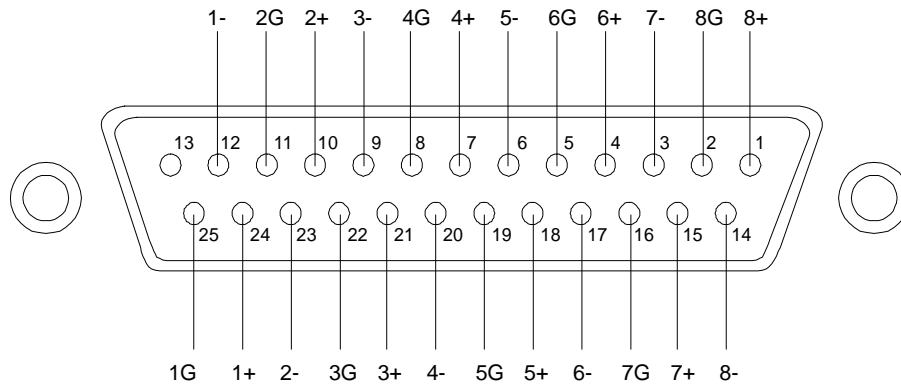 1- 2G 2+ 3- 4G 4+ 5- 6G 6+ 7- 8G 8+
13 12 11 10 9 8 7 6 5 4 3 2 1
25 24 23 22 21 20 19 18 17 16 15 14
1G 1+ 2- 3G 3+ 4- 5G 5+ 6- 7G 7+ 8-